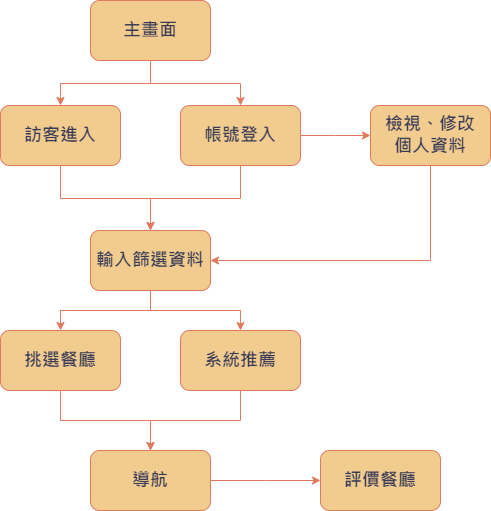 主畫面
訪客進入
帳號登入
檢視、修改
個人資料
輸入篩選資料
挑選餐廳
系統推薦
導航
評價餐廳